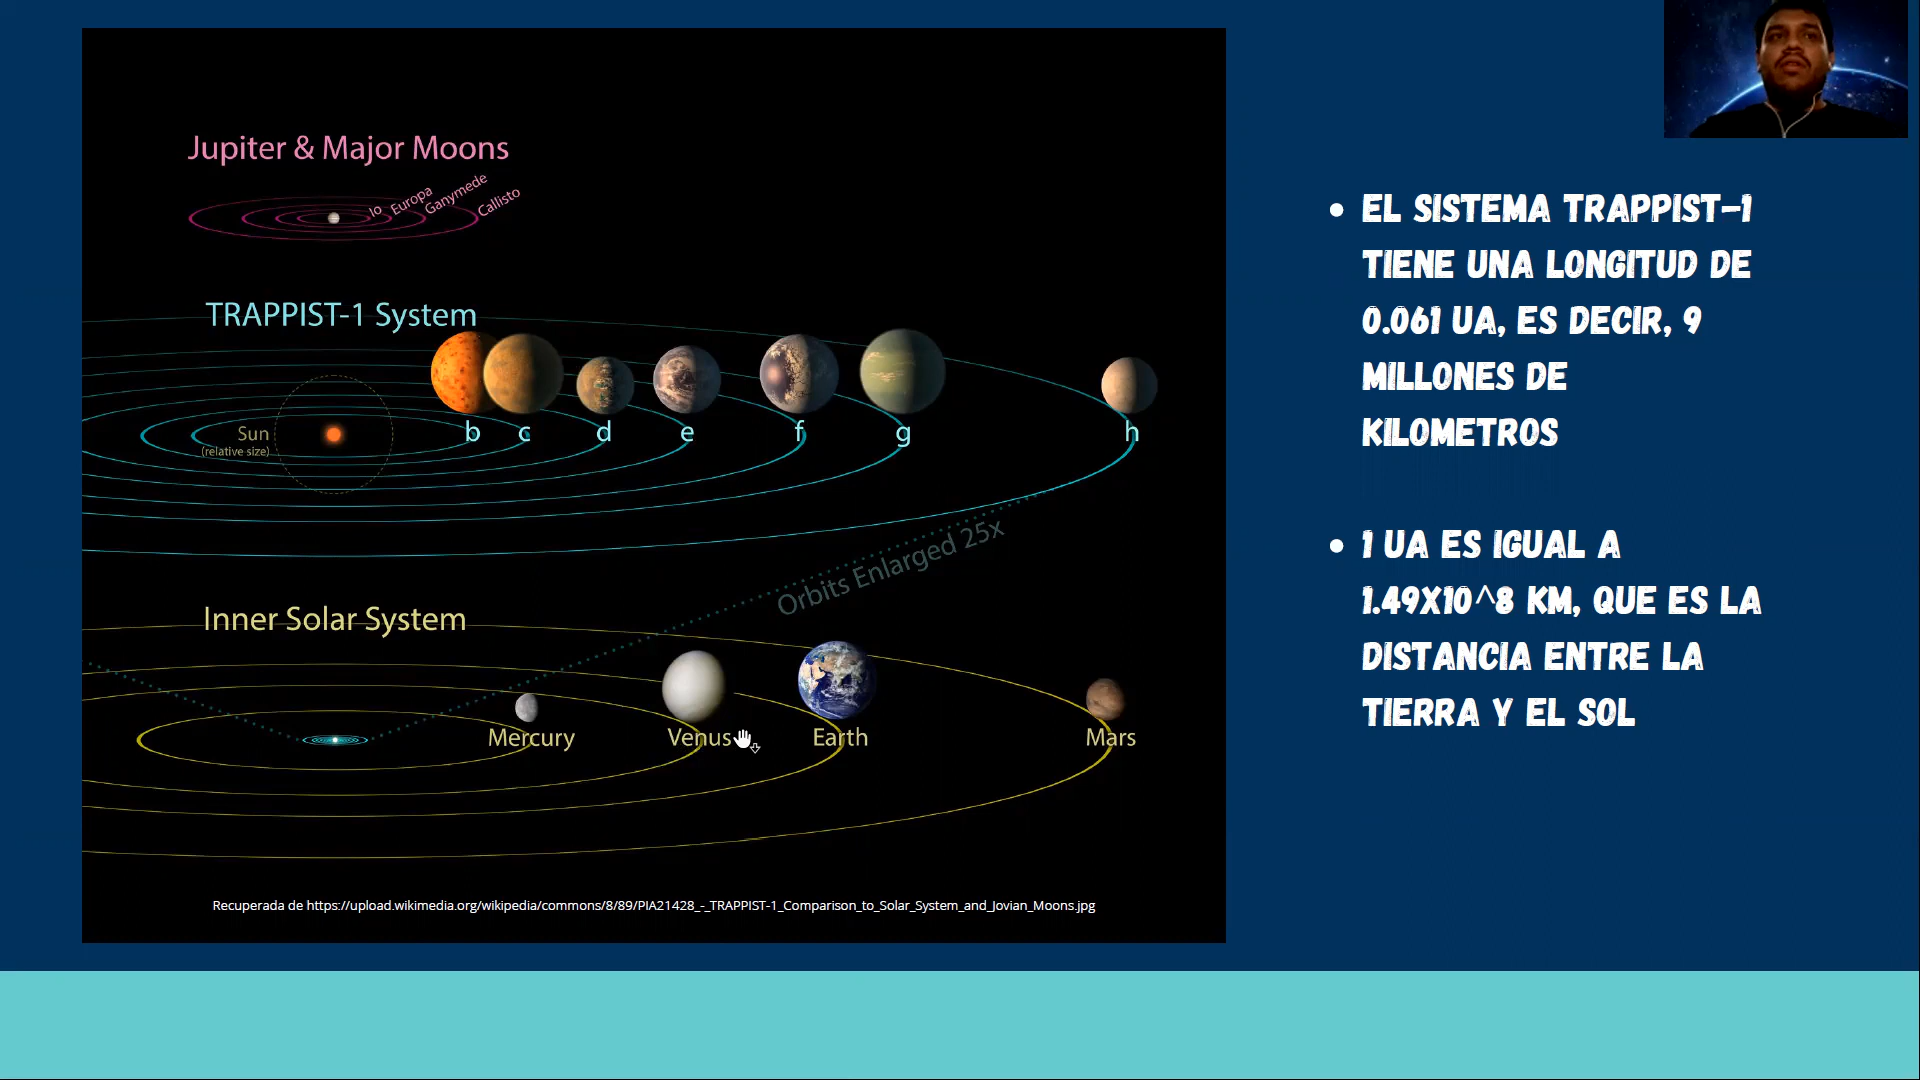 Jupiter & Major Moons
Io
Europa
Ganymede
Callisto
TRAPPIST-1 System
Sun
(relative size)
b
c
d
e
f
g
h
Orbits Enlarged 25x
Inner Solar System
Mercury
Venus
Earth
Mars
Recuperada de https://upload.wikimedia.org/wikipedia/commons/8/89/PIA21428_-_TRAPPIST-1_Comparison_to_Solar_System_and_Jovian_Moons.jpg
EL SISTEMA TRAPPIST-1
TIENE UNA LONGITUD DE
0.061 UA, ES DECIR, 9
MILLONES DE
KILOMETROS
1 UA ES IGUAL A
1.49X10^8 KM, QUE ES LA
DISTANCIA ENTRE LA
TIERRA Y EL SOL